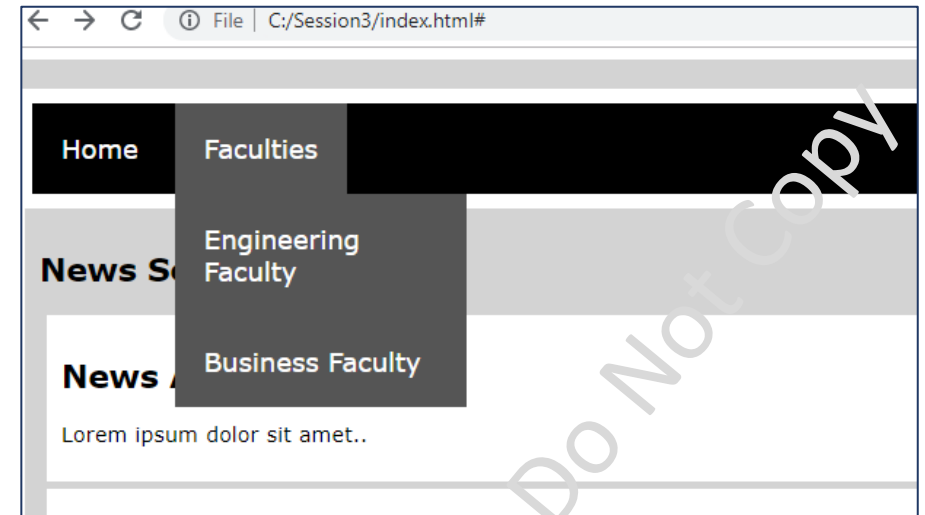 File | C:/Session3/index.html#
Home Faculties
Engineering
Faculty
News S
Business Faculty
News
Lorem ipsum dolor sit amet..
Do Not Copy